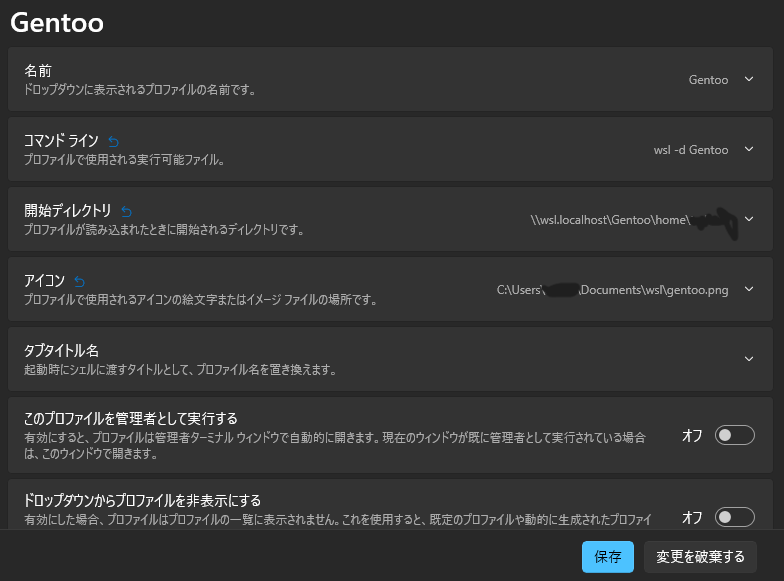 Gentoo
名前
ドロップダウンに表示されるプロファイルの名前です。
Gentoo
コマンド ライン
プロファイルで使用される実行可能ファイル。
wsl -d Gentoo
開始ディレクトリ
プロファイルが読み込まれたときに開始されるディレクトリです。
\\wsl.localhost\Gentoo\home\
アイコン
プロファイルで使用されるアイコンの絵文字またはイメージ ファイルの場所です。
C:\Users\ \Documents\wsl\gentoo.png
タブタイトル名
起動時にシェルに渡すタイトルとして、プロファイル名を置き換えます。
このプロファイルを管理者として実行する
有効にすると、プロファイルは管理者ターミナル ウィンドウで自動的に開きます。現在のウィンドウが既に管理者として実行されている場合
は、このウィンドウで開きます。
オフ
ドロップダウンからプロファイルを非表示にする
有効にした場合、プロファイルはプロファイルの一覧に表示されません。これを使用すると、既定のプロファイルや動的に生成されたプロファイ
オフ
保存
変更を破棄する